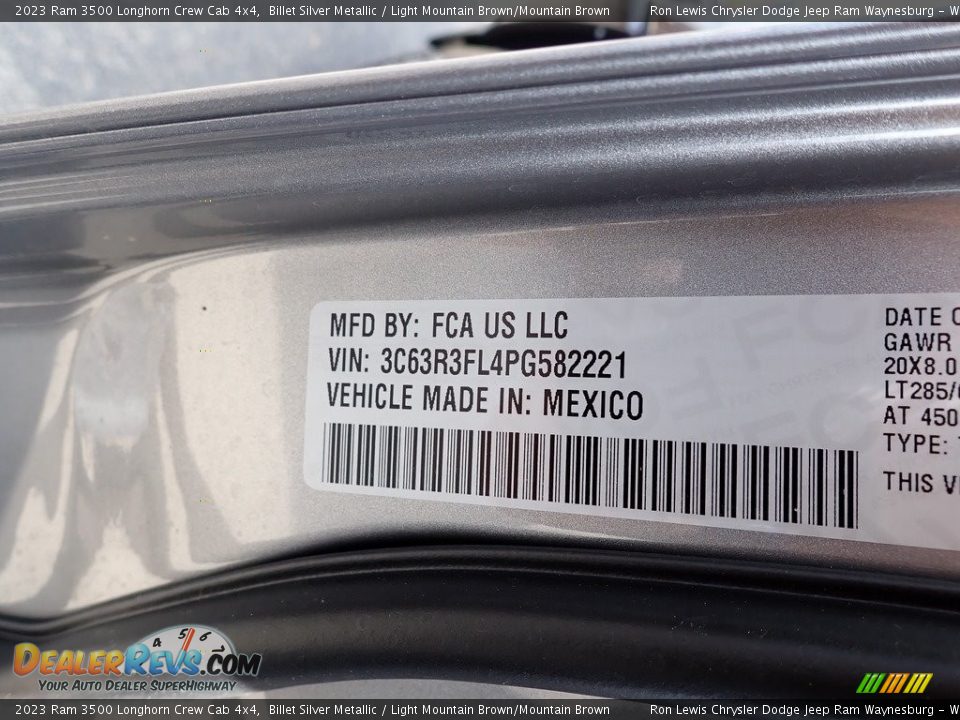 2023 Ram 3500 Longhorn Crew Cab 4x4, Billet Silver Metallic / Light Mountain Brown/Mountain Brown Ron Lewis Chrysler Dodge Jeep Ram Waynesburg – W
MFD BY: FCA US LLC
VIN: 3C63R3FL4PG582221
VEHICLE MADE IN: MEXICO
DATE O
GAWR
20X8.0
LT285/
AT 450
TYPE:
THIS V
4 5 6
DEALERREVS.COM
YOUR AUTO DEALER SUPERHIGHWAY
2023 Ram 3500 Longhorn Crew Cab 4x4, Billet Silver Metallic / Light Mountain Brown/Mountain Brown Ron Lewis Chrysler Dodge Jeep Ram Waynesburg – W